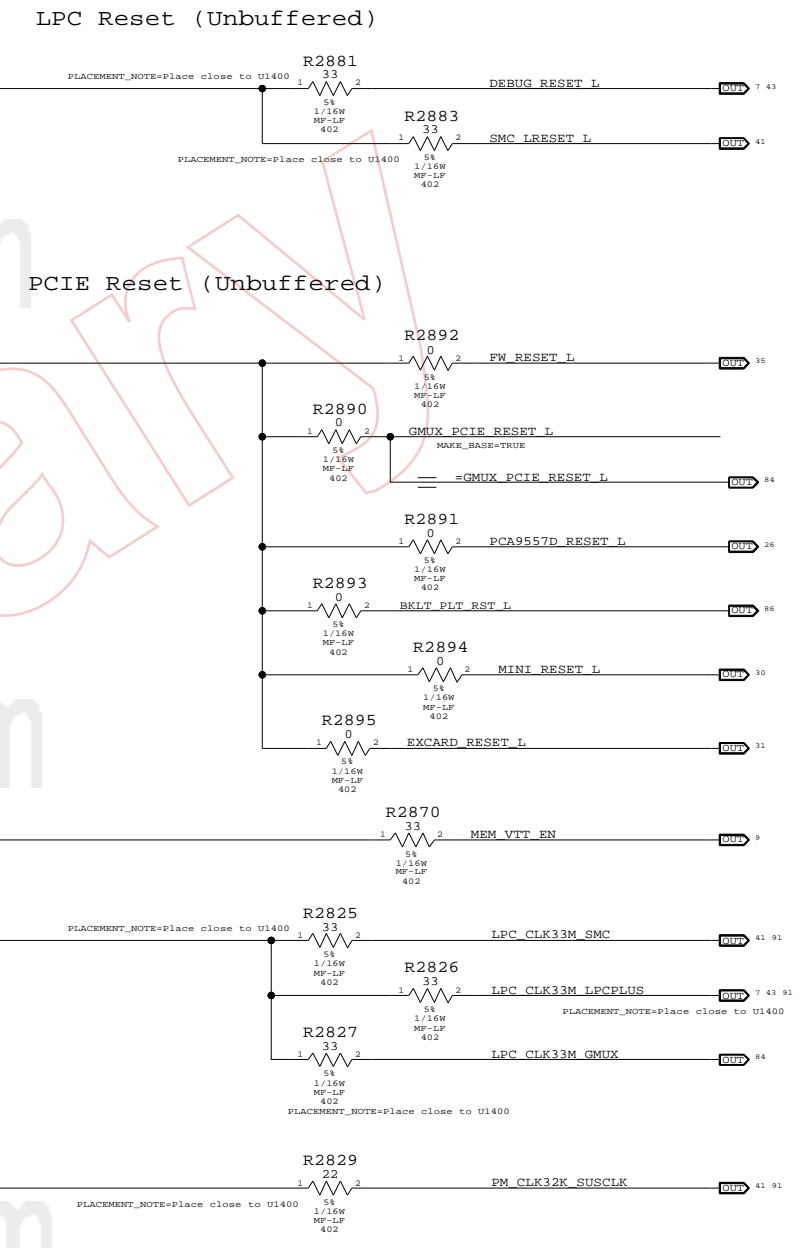 LPC Reset (Unbuffered)
R2881
PLACEMENT_NOTE=Place close to U1400
33
1 2
DEBUG_RESET_L
OUT 7 43
5%
1/16W
MF-LF
402
R2883
33
1 2
SMC_LRESET_L
OUT 41
PLACEMENT_NOTE=Place close to U1400
5%
1/16W
MF-LF
402
PCIE Reset (Unbuffered)
R2892
0
1 2
FW_RESET_L
OUT 35
5%
1/16W
MF-LF
402
R2890
0
1 2
GMUX_PCIE_RESET_L
MAKE_BASE=TRUE
5%
1/16W
MF-LF
402
=GMUX_PCIE_RESET_L
OUT 84
R2891
0
1 2
PCA9557D_RESET_L
OUT 26
5%
1/16W
MF-LF
402
R2893
0
1 2
BKLT_PLT_RST_L
OUT 86
5%
1/16W
MF-LF
402
R2894
0
1 2
MINI_RESET_L
OUT 30
5%
1/16W
MF-LF
402
R2895
0
1 2
EXCARD_RESET_L
OUT 31
5%
1/16W
MF-LF
402
R2870
33
1 2
MEM_VTT_EN
OUT 9
5%
1/16W
MF-LF
402
R2825
PLACEMENT_NOTE=Place close to U1400
33
1 2
LPC_CLK33M_SMC
OUT 41 91
5%
1/16W
MF-LF
402
R2826
33
1 2
LPC_CLK33M_LPCPLUS
OUT 7 43 91
PLACEMENT_NOTE=Place close to U1400
5%
1/16W
MF-LF
402
R2827
33
1 2
LPC_CLK33M_GMUX
OUT 84
5%
1/16W
MF-LF
402
PLACEMENT_NOTE=Place close to U1400
R2829
22
1 2
PM_CLK32K_SUSCLK
OUT 41 91
PLACEMENT_NOTE=Place close to U1400
5%
1/16W
MF-LF
402
ary
m
m
m